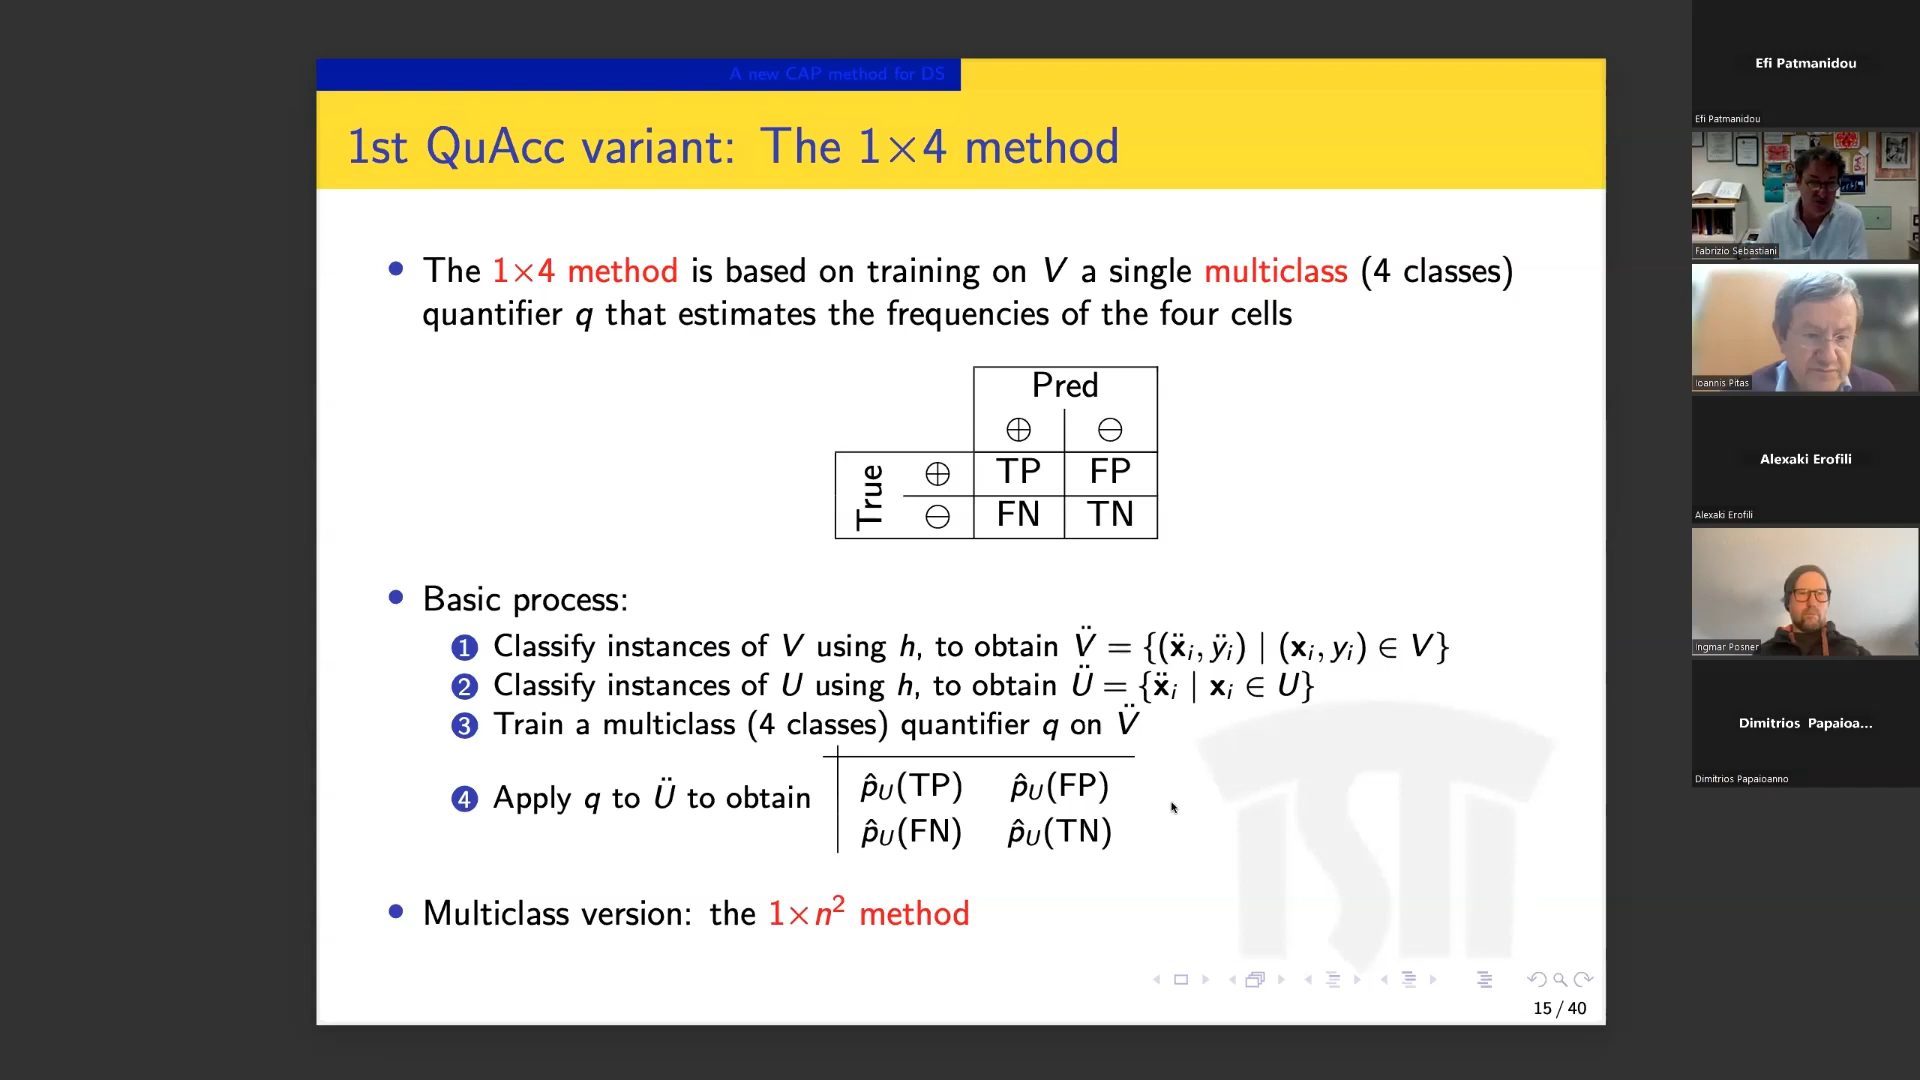 A new CAP method for DS
1st QuAcc variant: The 1×4 method
• The 1×4 method is based on training on V a single multiclass (4 classes)
quantifier q that estimates the frequencies of the four cells
Pred
⊕ ⊖
True ⊕ TP FP
⊖ FN TN
• Basic process:
1 Classify instances of V using h, to obtain V̈ = {(ẍᵢ, ÿᵢ) | (xᵢ, yᵢ) ∈ V}
2 Classify instances of U using h, to obtain Ü = {ẍᵢ | xᵢ ∈ U}
3 Train a multiclass (4 classes) quantifier q on V̈
4 Apply q to Ü to obtain
p̂U(TP) p̂U(FP)
p̂U(FN) p̂U(TN)
• Multiclass version: the 1×n² method
15 / 40
Efi Patmanidou
Efi Patmanidou
Fabrizio Sebastiani
Ioannis Pitas
Alexaki Erofili
Alexaki Erofili
Ingmar Posner
Dimitrios Papaioa...
Dimitrios Papaioanno